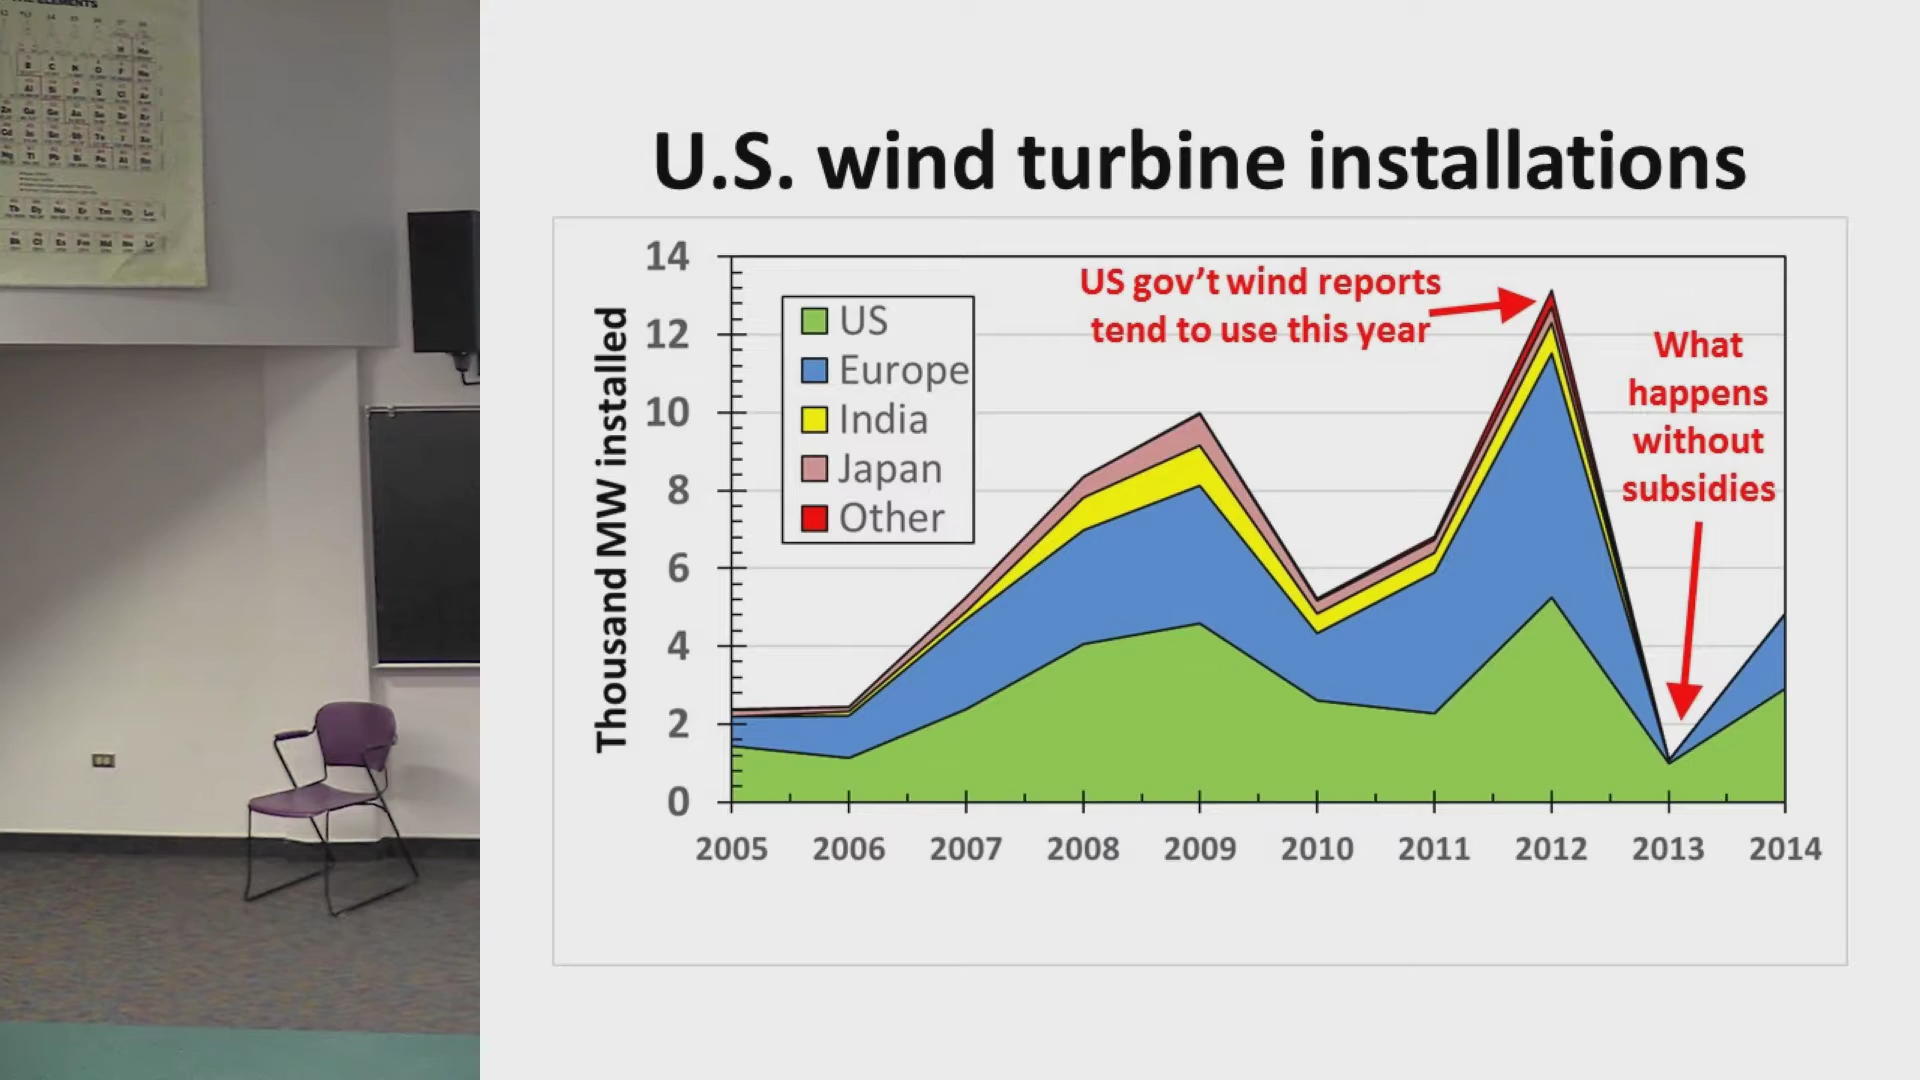 U.S. wind turbine installations
Thousand MW installed
14
12
10
8
6
4
2
0
US
Europe
India
Japan
Other
US gov't wind reports
tend to use this year
What
happens
without
subsidies
2005 2006 2007 2008 2009 2010 2011 2012 2013 2014